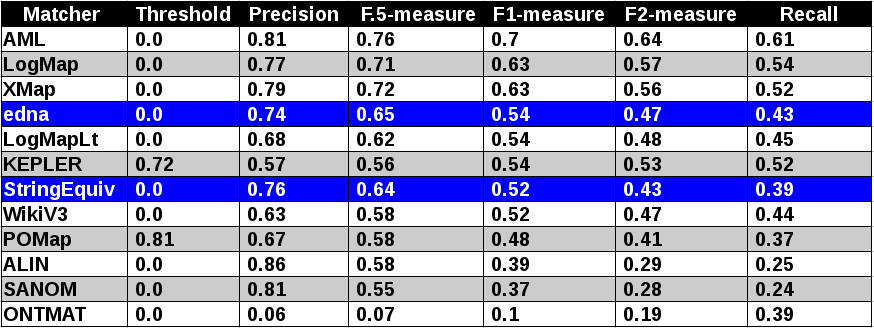 Matcher Threshold Precision F.5-measure F1-measure F2-measure Recall
AML 0.0 0.81 0.76 0.7 0.64 0.61
LogMap 0.0 0.77 0.71 0.63 0.57 0.54
XMap 0.0 0.79 0.72 0.63 0.56 0.52
edna 0.0 0.74 0.65 0.54 0.47 0.43
LogMapLt 0.0 0.68 0.62 0.54 0.48 0.45
KEPLER 0.72 0.57 0.56 0.54 0.53 0.52
StringEquiv 0.0 0.76 0.64 0.52 0.43 0.39
WikiV3 0.0 0.63 0.58 0.52 0.47 0.44
POMap 0.81 0.67 0.58 0.48 0.41 0.37
ALIN 0.0 0.86 0.58 0.39 0.29 0.25
SANOM 0.0 0.81 0.55 0.37 0.28 0.24
ONTMAT 0.0 0.06 0.07 0.1 0.19 0.39